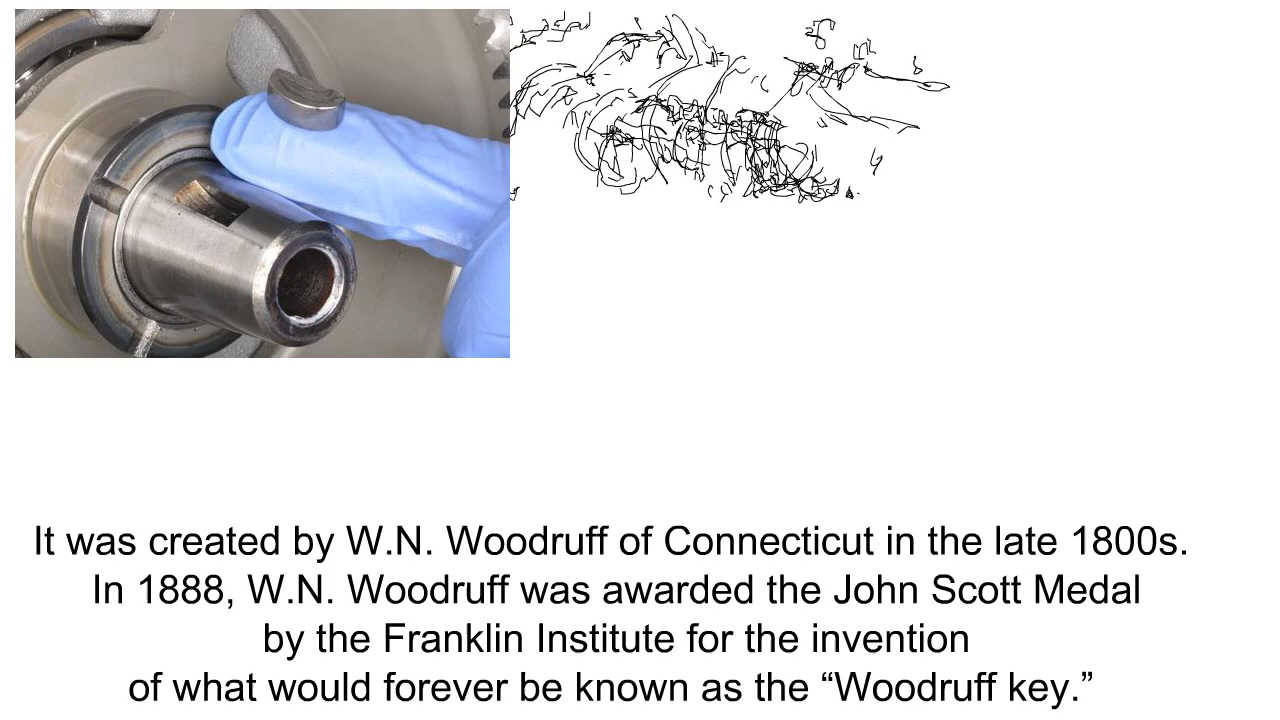 It was created by W.N. Woodruff of Connecticut in the late 1800s.
In 1888, W.N. Woodruff was awarded the John Scott Medal
by the Franklin Institute for the invention
of what would forever be known as the “Woodruff key.”